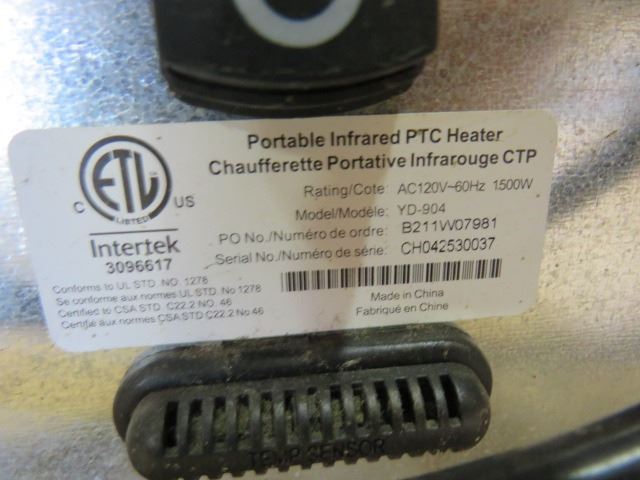 Portable Infrared PTC Heater
Chaufferette Portative Infrarouge CTP
Rating/Cote: AC120V~60Hz 1500W
Model/Modèle: YD-904
PO No./Numéro de ordre: B211W07981
Serial No./Numéro de série: CH042530037
ETL
C US
LISTED
Intertek
3096617
Conforms to UL STD. NO. 1278
Se conforme aux normes UL STD. No 1278
Certified to CSA STD. C22.2 NO. 46
Certifié aux normes CSA STD C22.2 No 46
Made in China
Fabriqué en Chine
TEMP SENSOR